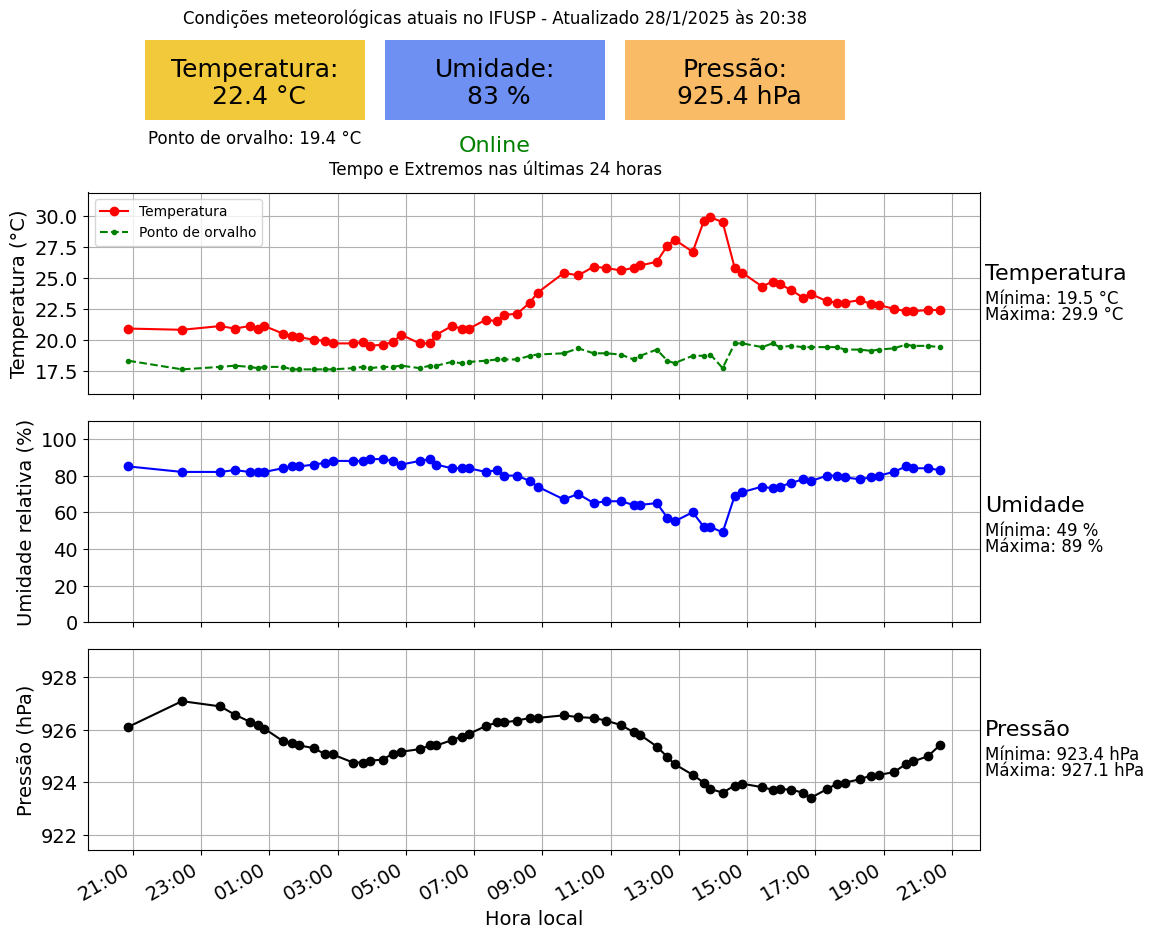 Condições meteorológicas atuais no IFUSP - Atualizado 28/1/2025 às 20:38
Temperatura:
22.4 °C
Umidade:
83 %
Pressão:
925.4 hPa
Ponto de orvalho: 19.4 °C
Online
Tempo e Extremos nas últimas 24 horas
Temperatura (°C)
30.0
27.5
25.0
22.5
20.0
17.5
Temperatura
Ponto de orvalho
Temperatura
Mínima: 19.5 °C
Máxima: 29.9 °C
Umidade relativa (%)
100
80
60
40
20
0
Umidade
Mínima: 49 %
Máxima: 89 %
Pressão (hPa)
928
926
924
922
Pressão
Mínima: 923.4 hPa
Máxima: 927.1 hPa
21:00
23:00
01:00
03:00
05:00
07:00
09:00
11:00
13:00
15:00
17:00
19:00
21:00
Hora local